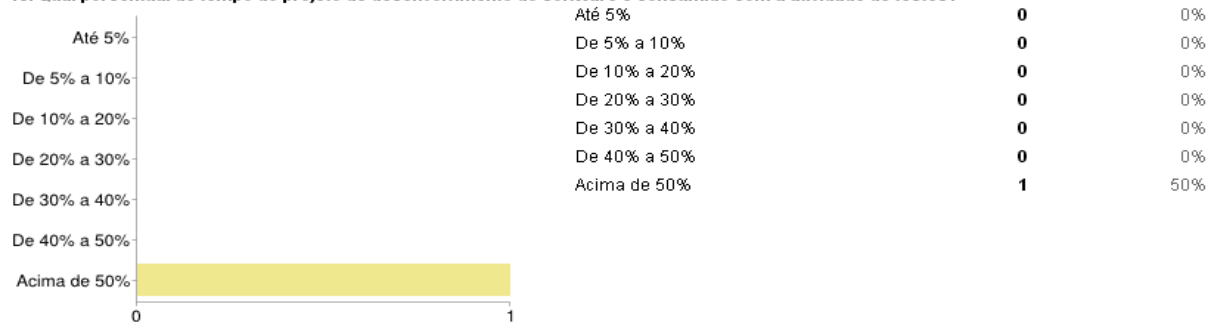 Até 5%
De 5% a 10%
De 10% a 20%
De 20% a 30%
De 30% a 40%
De 40% a 50%
Acima de 50%
0 1
Até 5% 0 0%
De 5% a 10% 0 0%
De 10% a 20% 0 0%
De 20% a 30% 0 0%
De 30% a 40% 0 0%
De 40% a 50% 0 0%
Acima de 50% 1 50%